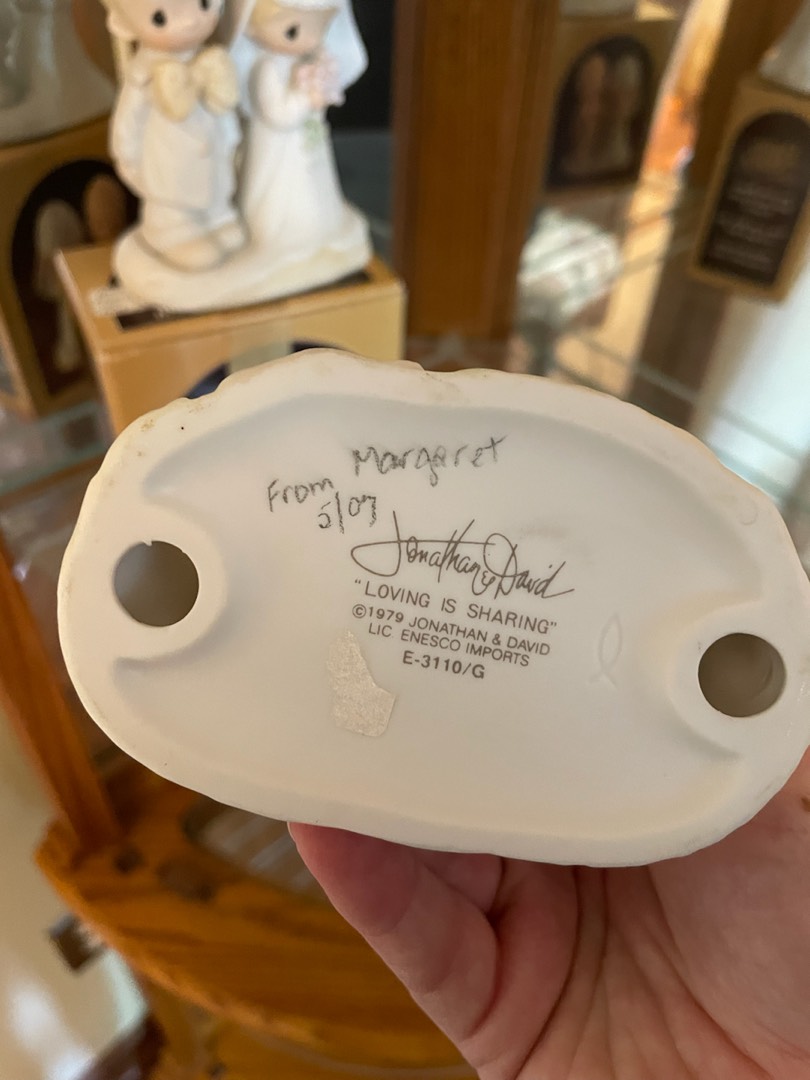 Margaret
From
5/07
Jonathan & David
"LOVING IS SHARING"
©1979 JONATHAN & DAVID
LIC ENESCO IMPORTS
E-3110/G